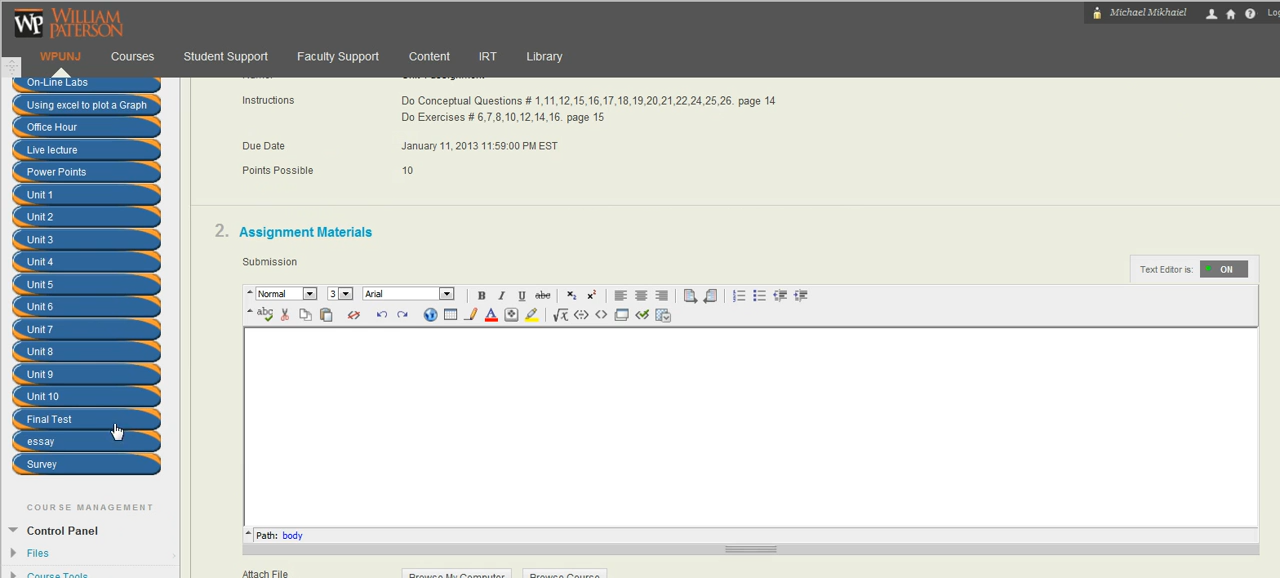 WP WILLIAM PATERSON
Michael Mikhaiel
WPUNJ Courses Student Support Faculty Support Content IRT Library
On-Line Labs
Using excel to plot a Graph
Office Hour
Live lecture
Power Points
Unit 1
Unit 2
Unit 3
Unit 4
Unit 5
Unit 6
Unit 7
Unit 8
Unit 9
Unit 10
Final Test
essay
Survey
COURSE MANAGEMENT
Control Panel
Files
Course Tools
Instructions Do Conceptual Questions # 1,11,12,15,16,17,18,19,20,21,22,24,25,26. page 14
Do Exercises # 6,7,8,10,12,14,16. page 15
Due Date January 11, 2013 11:59:00 PM EST
Points Possible 10
2. Assignment Materials
Submission
Text Editor is: ON
Normal 3 Arial B I U abc
abc
Path: body
Attach File Browse My Computer Browse Course